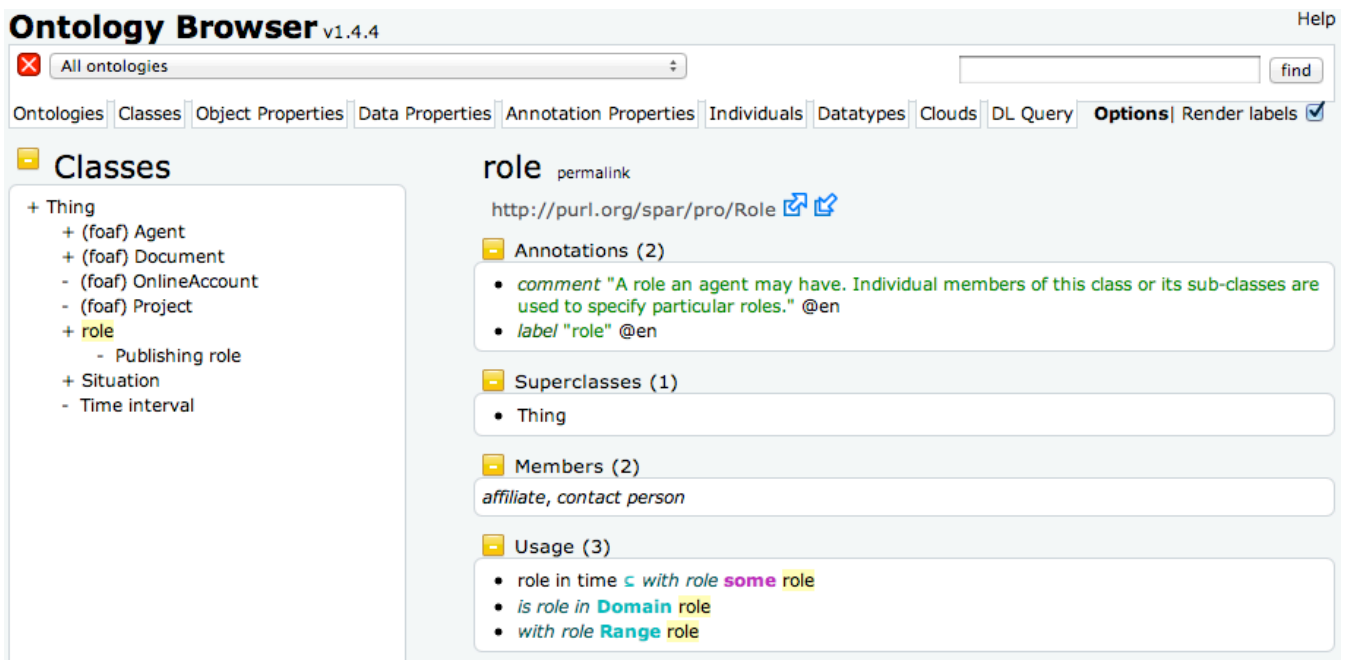 Ontology Browser v1.4.4
Help
All ontologies
find
Ontologies Classes Object Properties Data Properties Annotation Properties Individuals Datatypes Clouds DL Query Options| Render labels
Classes
+ Thing
+ (foaf) Agent
+ (foaf) Document
- (foaf) OnlineAccount
- (foaf) Project
+ role
- Publishing role
+ Situation
- Time interval
role permalink
http://purl.org/spar/pro/Role
Annotations (2)
• comment "A role an agent may have. Individual members of this class or its sub-classes are
used to specify particular roles." @en
• label "role" @en
Superclasses (1)
• Thing
Members (2)
affiliate, contact person
Usage (3)
• role in time ⊆ with role some role
• is role in Domain role
• with role Range role